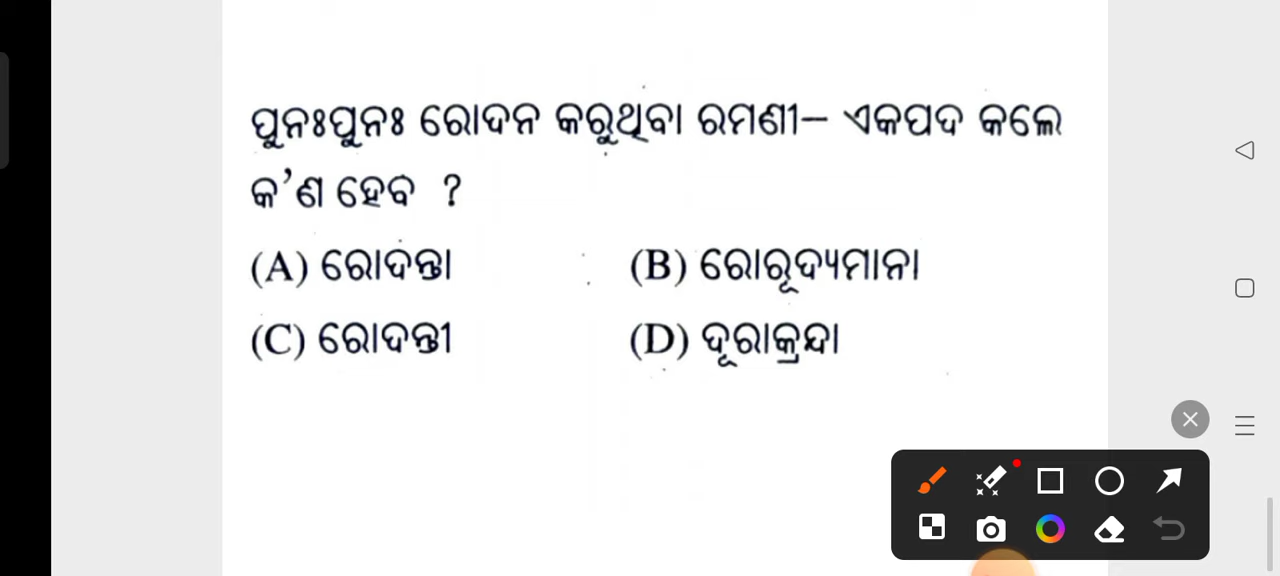 ପୁନଃପୁନଃ ରୋଦନ କରୁଥିବା ରମଣୀ– ଏକପଦ କଲେ
କ'ଣ ହେବ ?
(A) ରୋଦନ୍ତା (B) ରୋରୂଦ୍ୟମାନା
(C) ରୋଦନ୍ତୀ (D) ଦୂରାକ୍ରନ୍ଦା